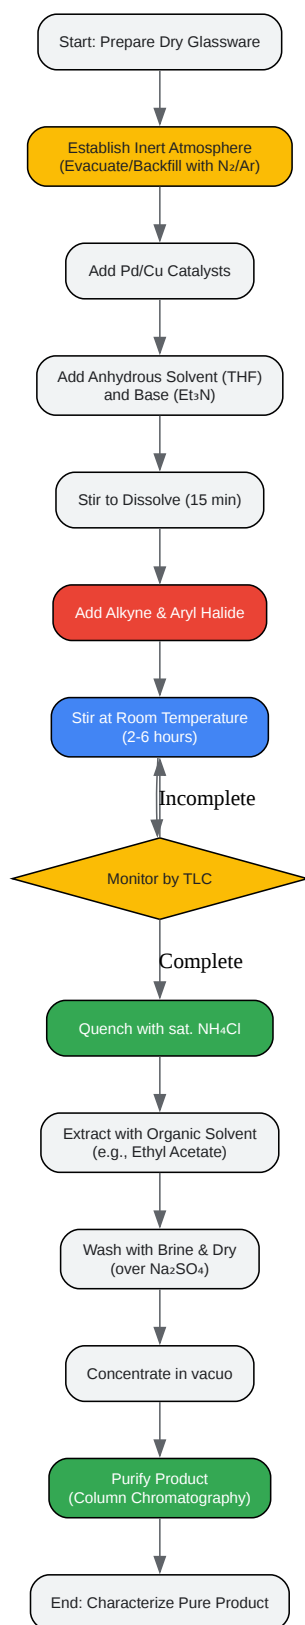 Start: Prepare Dry Glassware
Establish Inert Atmosphere
(Evacuate/Backfill with N₂/Ar)
Add Pd/Cu Catalysts
Add Anhydrous Solvent (THF)
and Base (Et₃N)
Stir to Dissolve (15 min)
Add Alkyne & Aryl Halide
Stir at Room Temperature
(2-6 hours)
Incomplete
Monitor by TLC
Complete
Quench with sat. NH₄Cl
Extract with Organic Solvent
(e.g., Ethyl Acetate)
Wash with Brine & Dry
(over Na₂SO₄)
Concentrate in vacuo
Purify Product
(Column Chromatography)
End: Characterize Pure Product